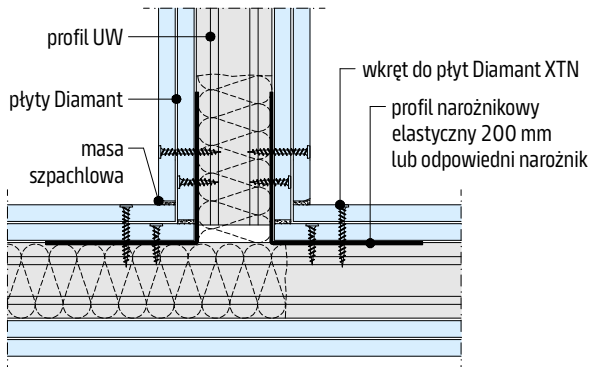 profil UW
płyty Diamant
masa
szpachlowa
wkręt do płyt Diamant XTN
profil narożnikowy
elastyczny 200 mm
lub odpowiedni narożnik